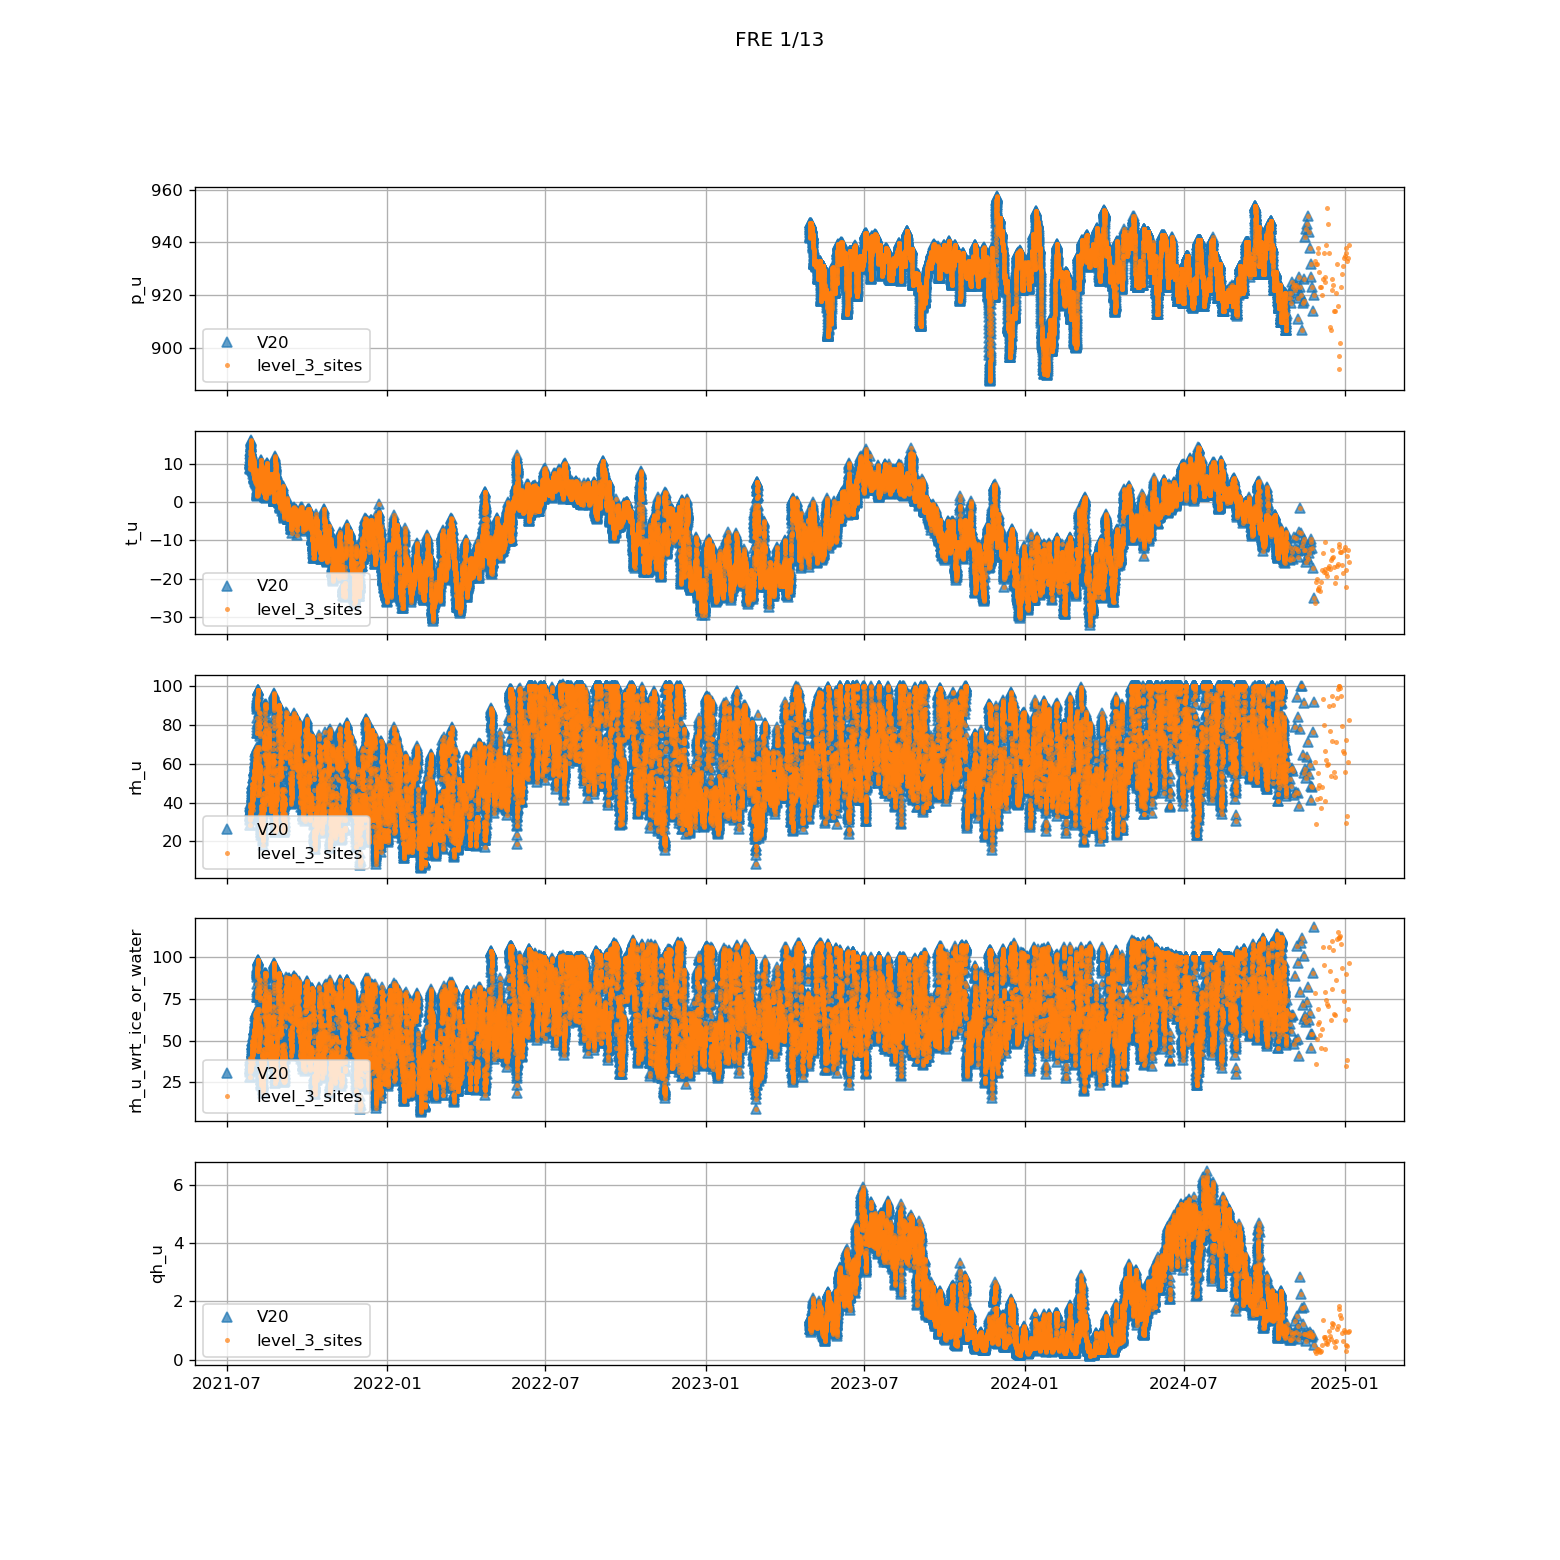 FRE 1/13
960
940
920
900
p_u
V20
level_3_sites
10
0
−10
−20
−30
t_u
V20
level_3_sites
100
80
60
40
20
rh_u
V20
level_3_sites
100
75
50
25
rh_u_wrt_ice_or_water
V20
level_3_sites
6
4
2
0
qh_u
V20
level_3_sites
2021-07 2022-01 2022-07 2023-01 2023-07 2024-01 2024-07 2025-01